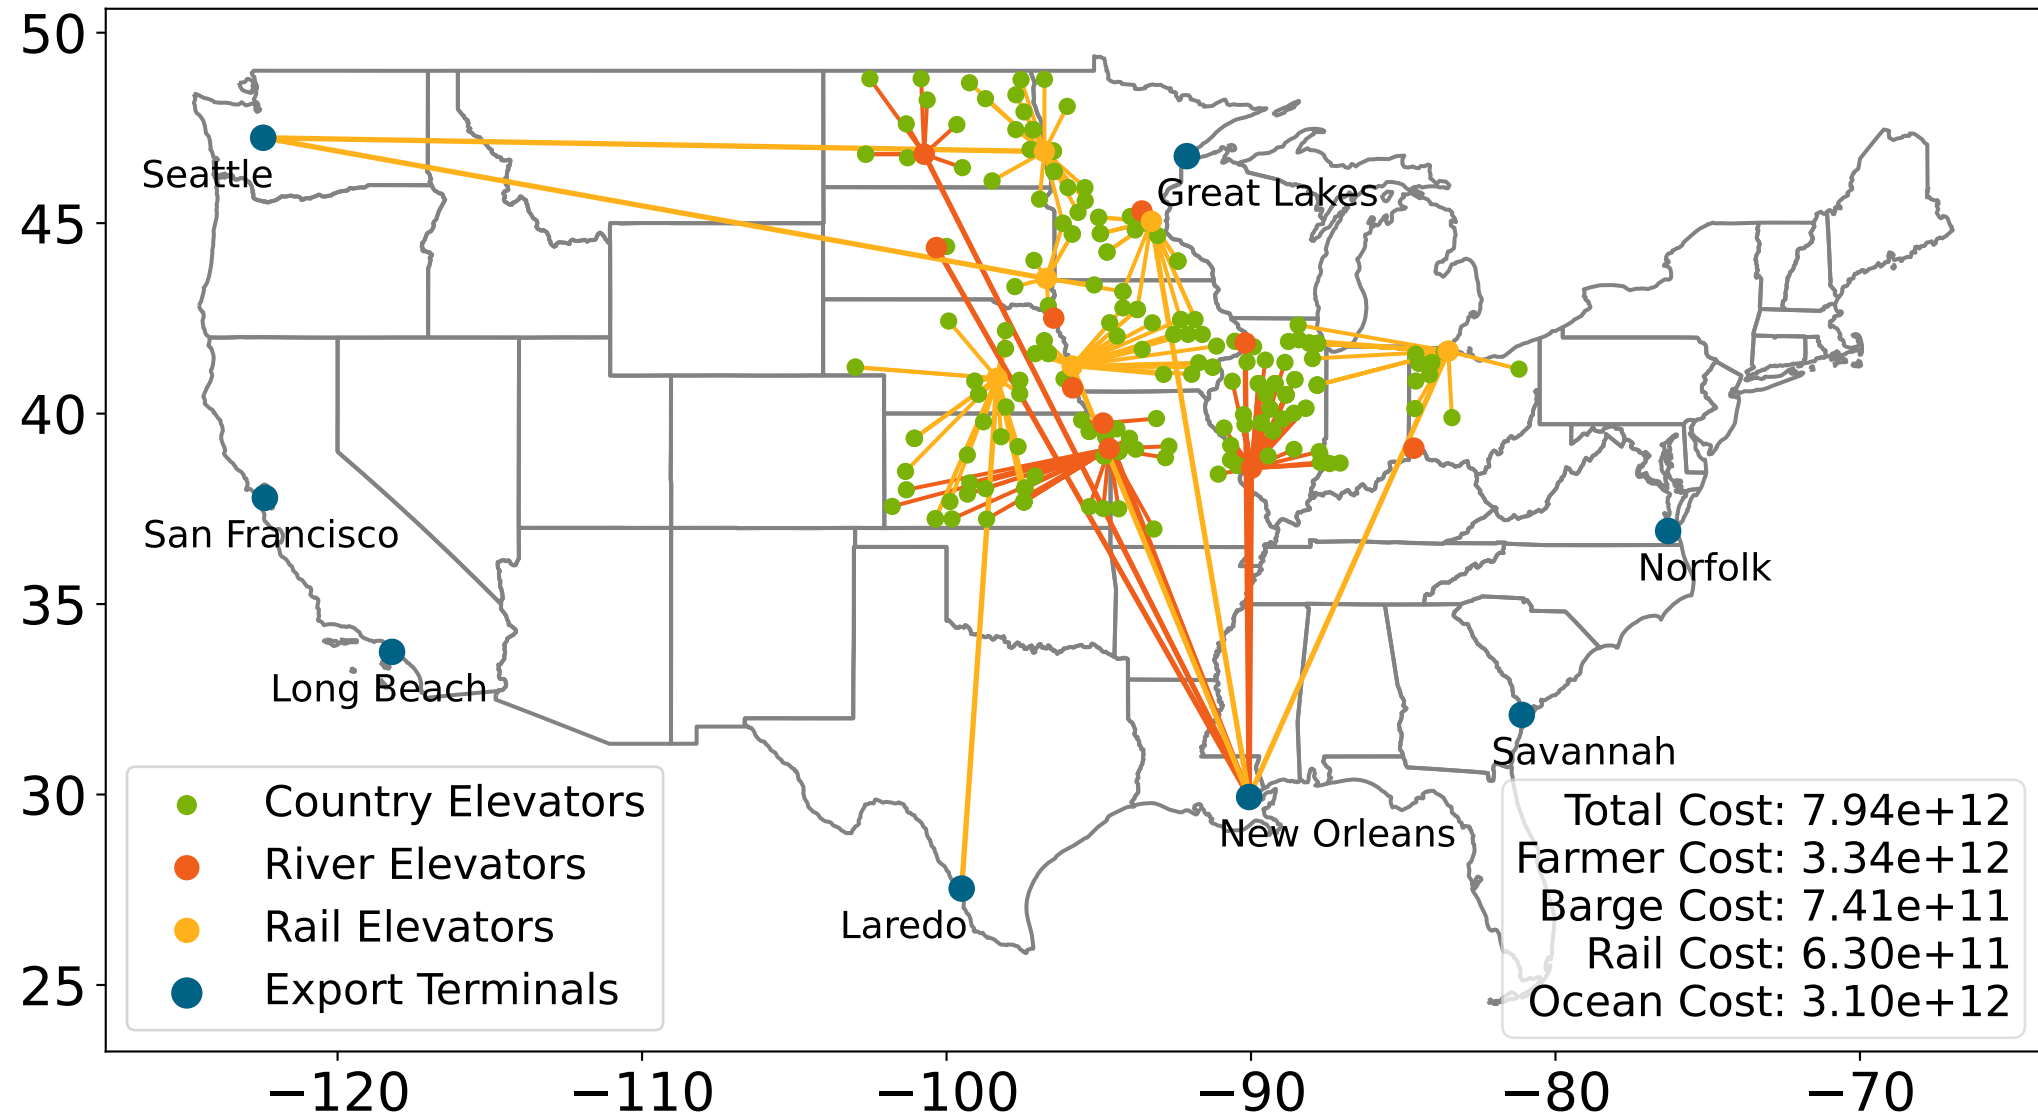 50
45
40
35
30
25
−120
−110
−100
−90
−80
−70
Seattle
Great Lakes
San Francisco
Norfolk
Long Beach
Savannah
New Orleans
Laredo
Country Elevators
River Elevators
Rail Elevators
Export Terminals
Total Cost: 7.94e+12
Farmer Cost: 3.34e+12
Barge Cost: 7.41e+11
Rail Cost: 6.30e+11
Ocean Cost: 3.10e+12